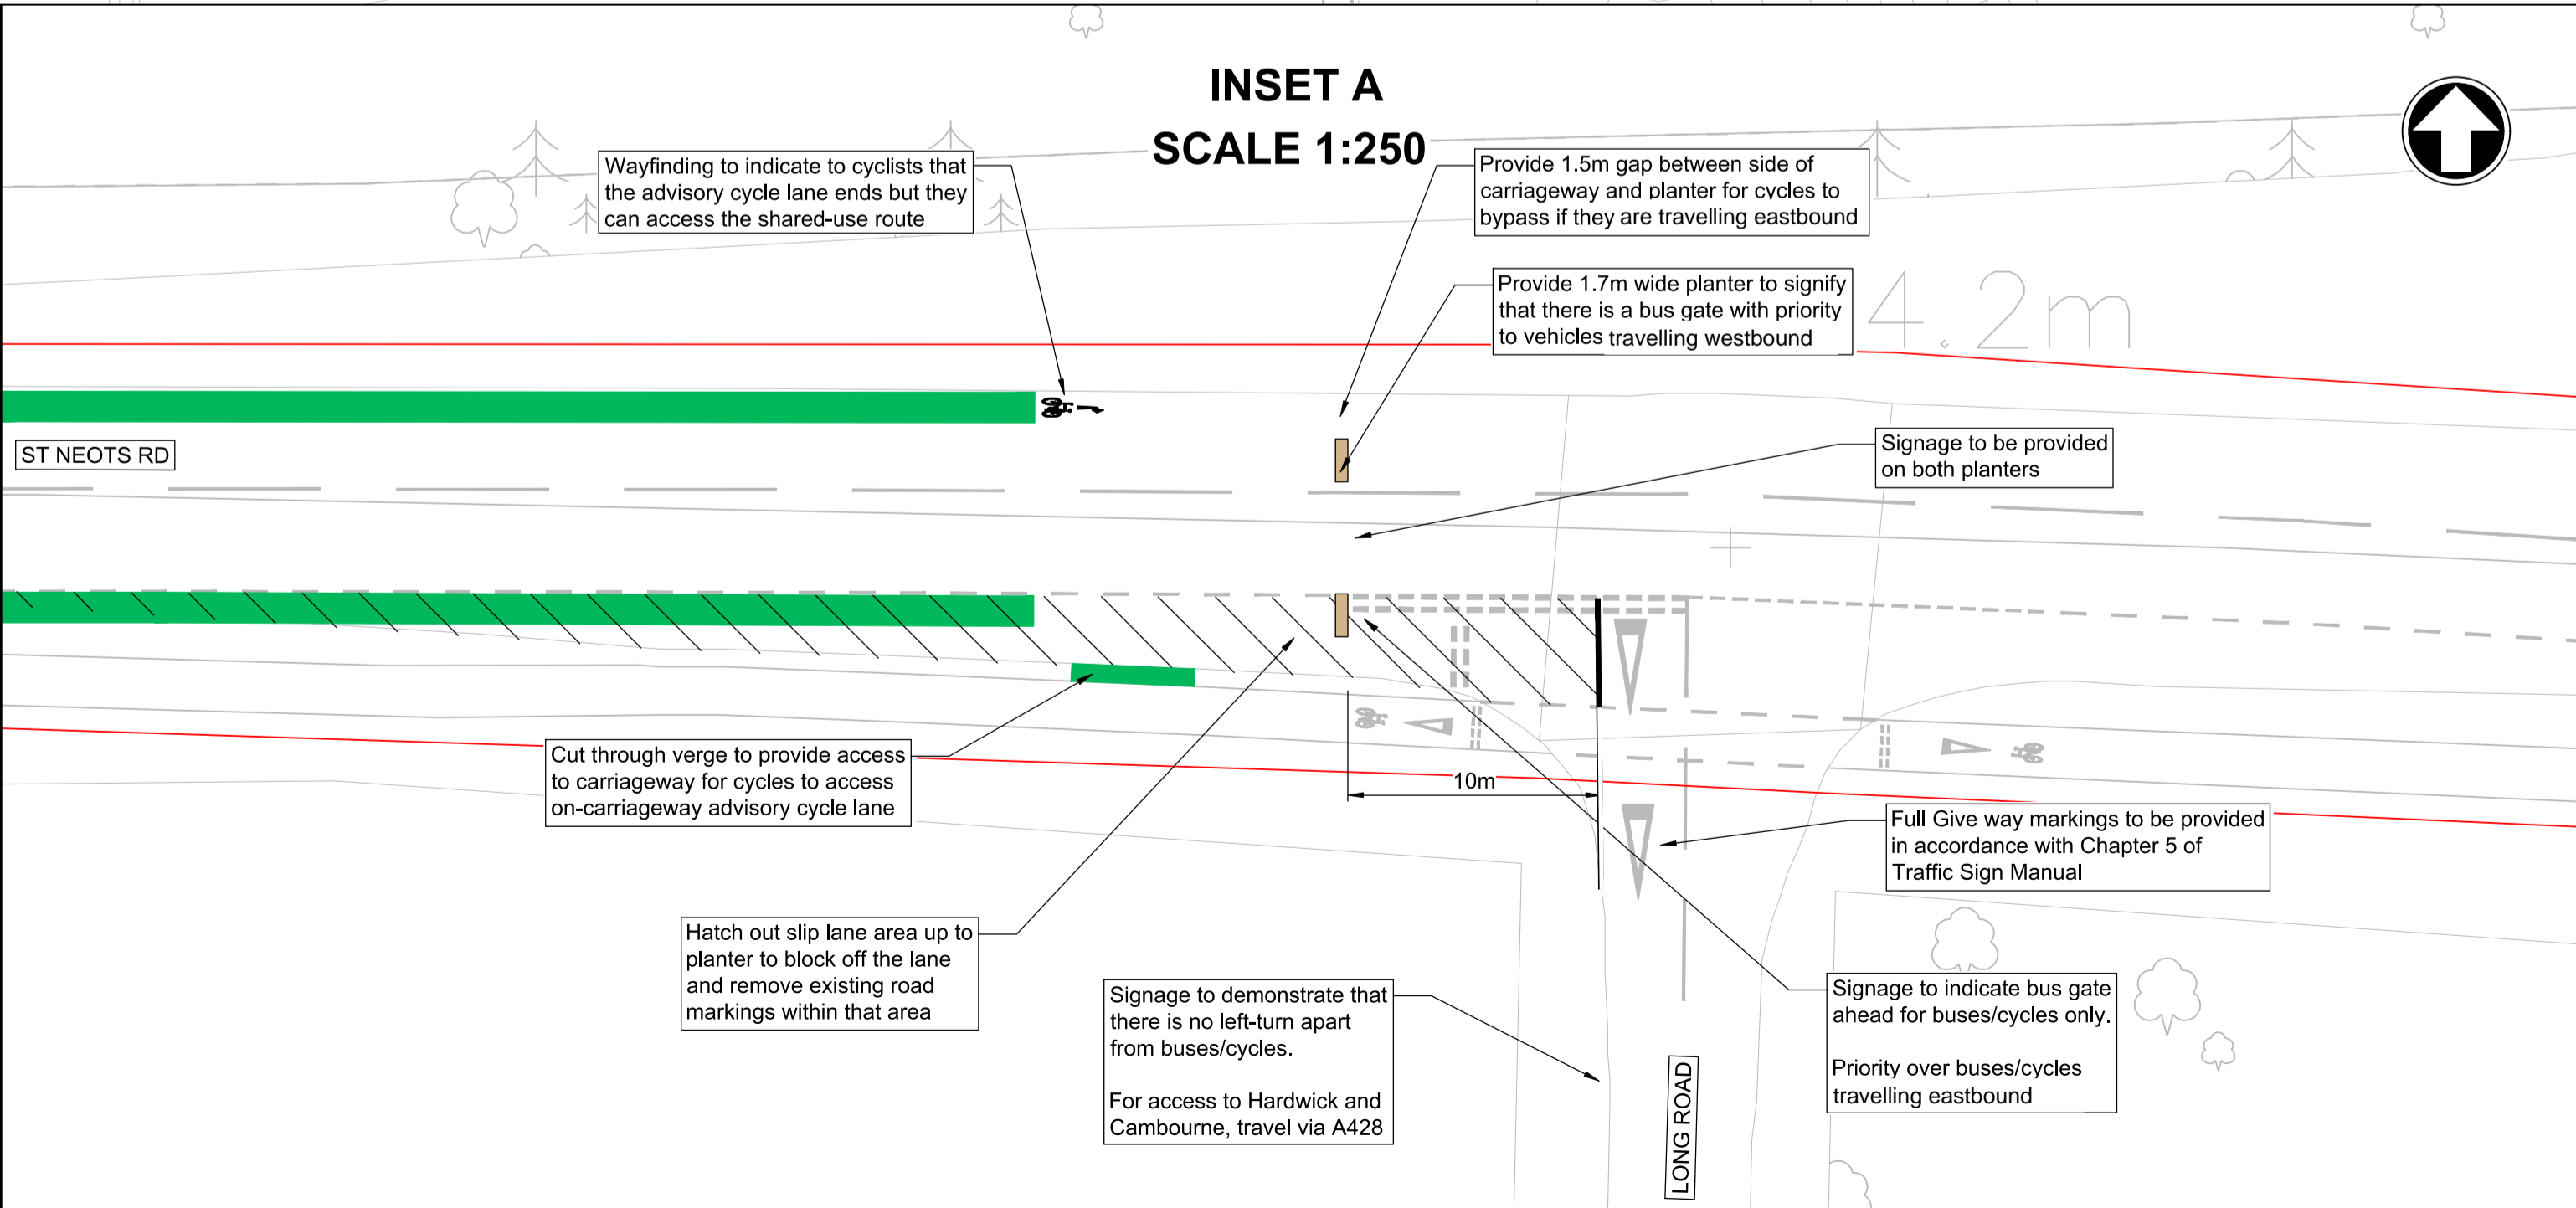 INSET A
SCALE 1:250
Wayfinding to indicate to cyclists that
the advisory cycle lane ends but they
can access the shared-use route
Provide 1.5m gap between side of
carriageway and planter for cycles to
bypass if they are travelling eastbound
Provide 1.7m wide planter to signify
that there is a bus gate with priority
to vehicles travelling westbound
4.2m
ST NEOTS RD
Signage to be provided
on both planters
Cut through verge to provide access
to carriageway for cycles to access
on-carriageway advisory cycle lane
10m
Full Give way markings to be provided
in accordance with Chapter 5 of
Traffic Sign Manual
Hatch out slip lane area up to
planter to block off the lane
and remove existing road
markings within that area
Signage to demonstrate that
there is no left-turn apart
from buses/cycles.
For access to Hardwick and
Cambourne, travel via A428
LONG ROAD
Signage to indicate bus gate
ahead for buses/cycles only.
Priority over buses/cycles
travelling eastbound